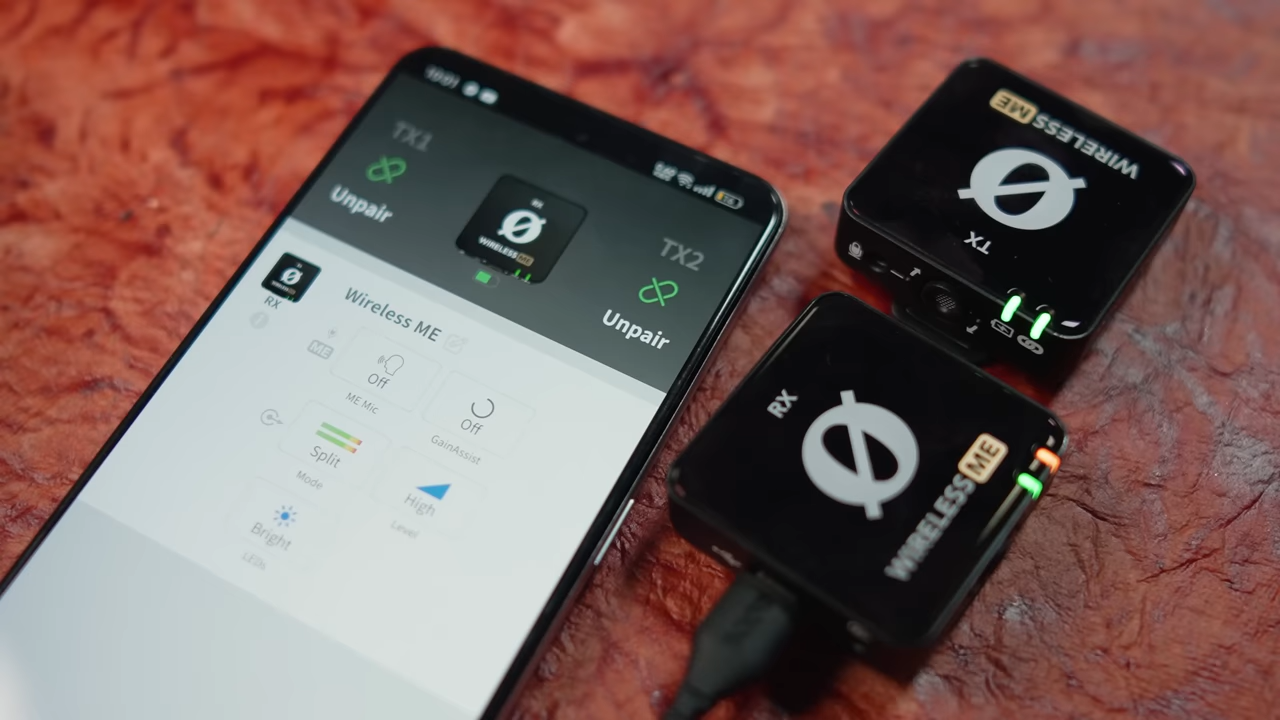 TX1
Unpair
RX
WIRELESS ME
TX2
Unpair
RX
Wireless ME
ME
Off
ME Mic
Off
GainAssist
Split
Mode
High
Level
Bright
LEDs
WIRELESS ME
TX
RX
WIRELESS ME